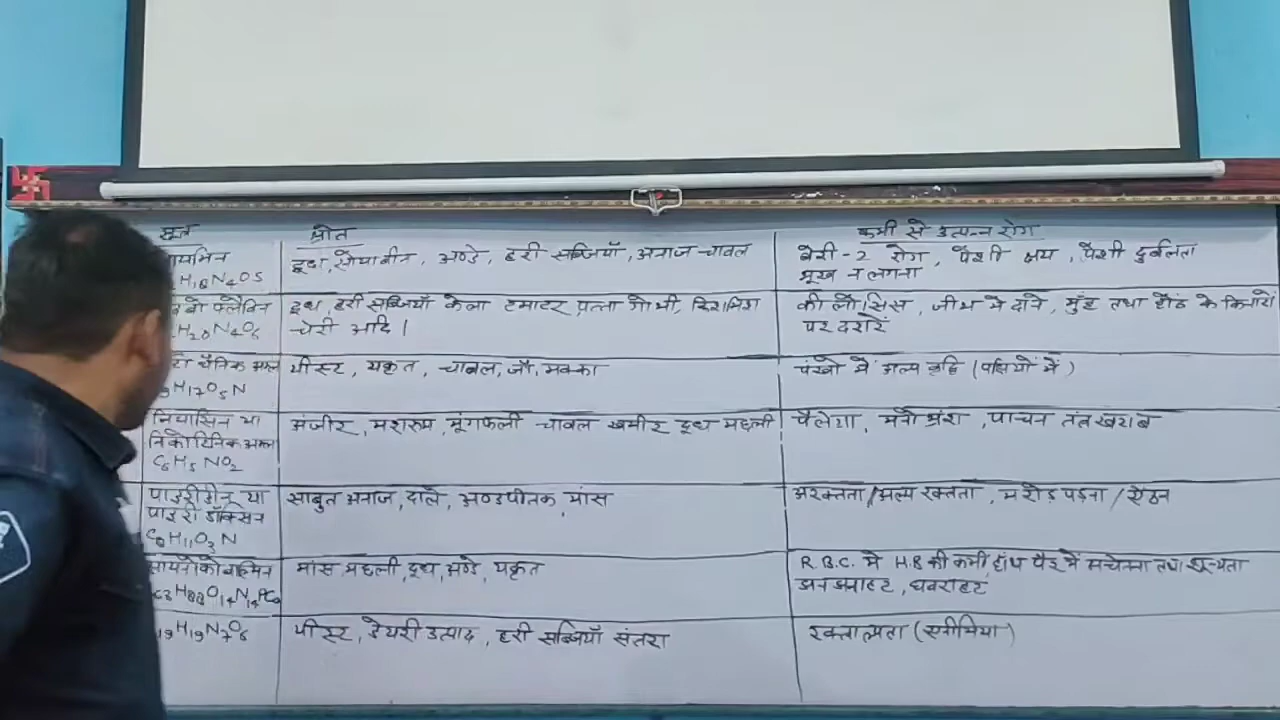 सूत्र स्रोत कमी से उत्पन्न रोग
दूध, सोयाबीन, अण्डे, हरी सब्जियाँ, अनाज चावल
बेरी-2 रोग, पेशी क्षय, पेशी दुर्बलता
भूख न लगना
H18N4OS
फ्लैविन
H20N4O6
दूध, हरी सब्जियाँ केला टमाटर पत्ता गोभी, किशमिश
चेरी आदि।
कीलोसिस, जीभ में दाने, मुंह तथा होंठ के किनारों
पर दरारें
H17O5N
यीस्ट, यकृत, चावल, जौ, मक्का
पंखो में अल्प वृद्धि (पक्षियों में)
नियासिन या
निकोटिनिक अम्ल
C6H5NO2
अंजीर, मशरूम, मूंगफली चावल खमीर दूध मछली
पैलेग्रा, मनोभ्रंश, पाचन तंत्र खराब
पाइरीडीन या
पाइरीडॉक्सिन
C8H11O3N
साबुत अनाज, दाले, अण्डपीतक, मांस
अरक्तता/अल्प रक्तता, मरोड़ पड़ना/ऐंठन
C63H88O14N14PCo
मांस मछली, दूध, अण्डे, यकृत
R.B.C. में H.B की कमी, हाथ पैर में तथा शून्यता
झनझनाहट, घबराहट
19H19N7O6
यीस्ट, डेयरी उत्पाद, हरी सब्जियाँ संतरा
रक्ताल्पता (एनीमिया)